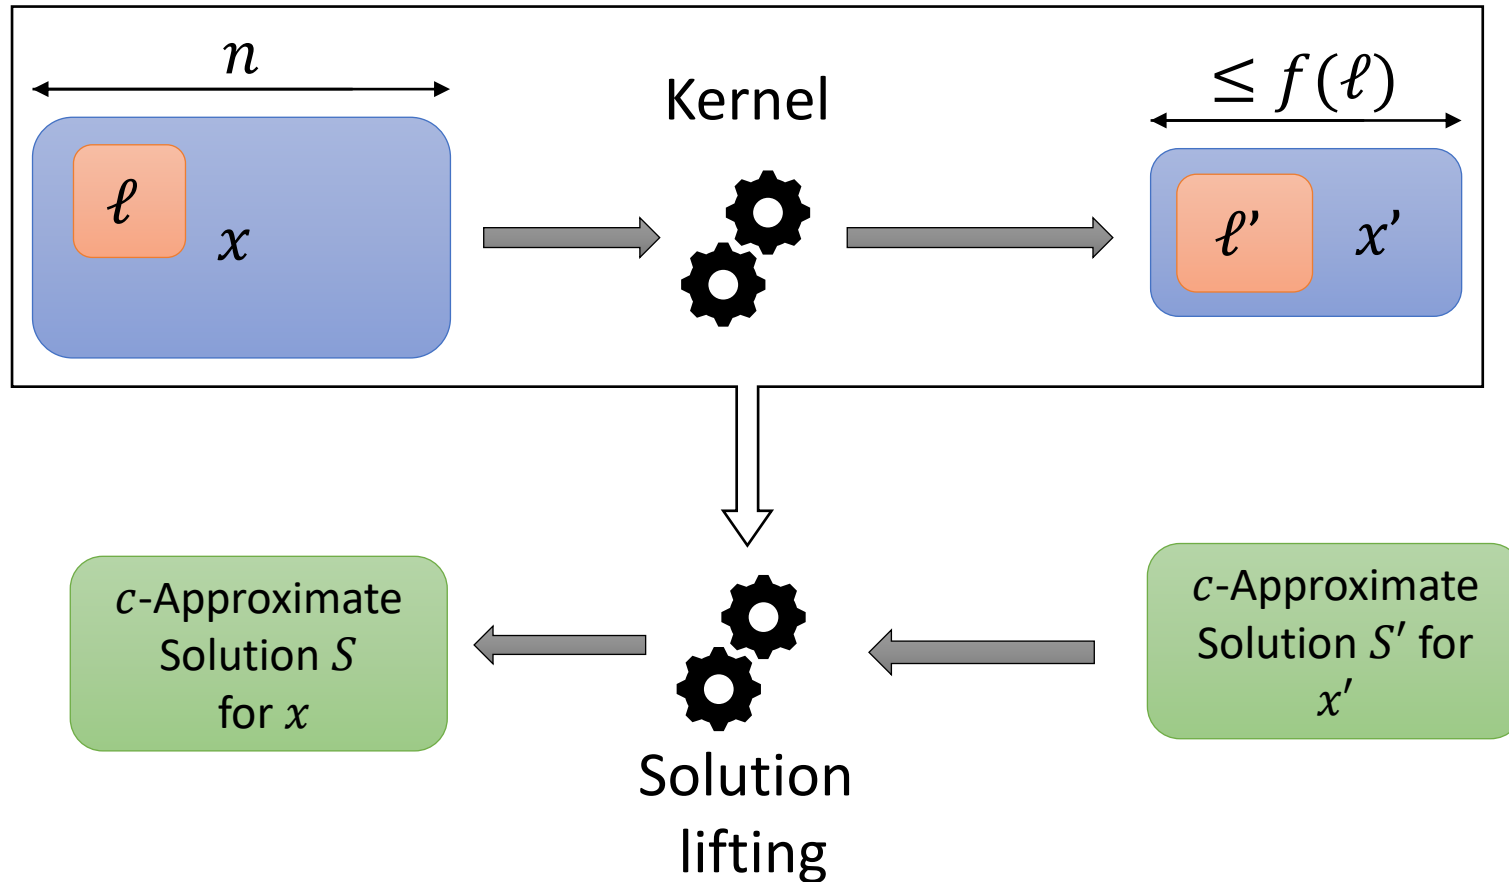 n
Kernel
≤ f(ℓ)
ℓ
x
ℓ’
x’
c-Approximate
Solution S
for x
c-Approximate
Solution S′ for
x′
Solution
lifting